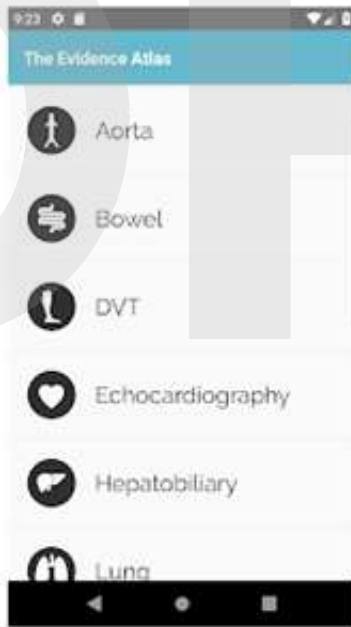 9:23
The Evidence Atlas
Aorta
Bowel
DVT
Echocardiography
Hepatobiliary
Lung